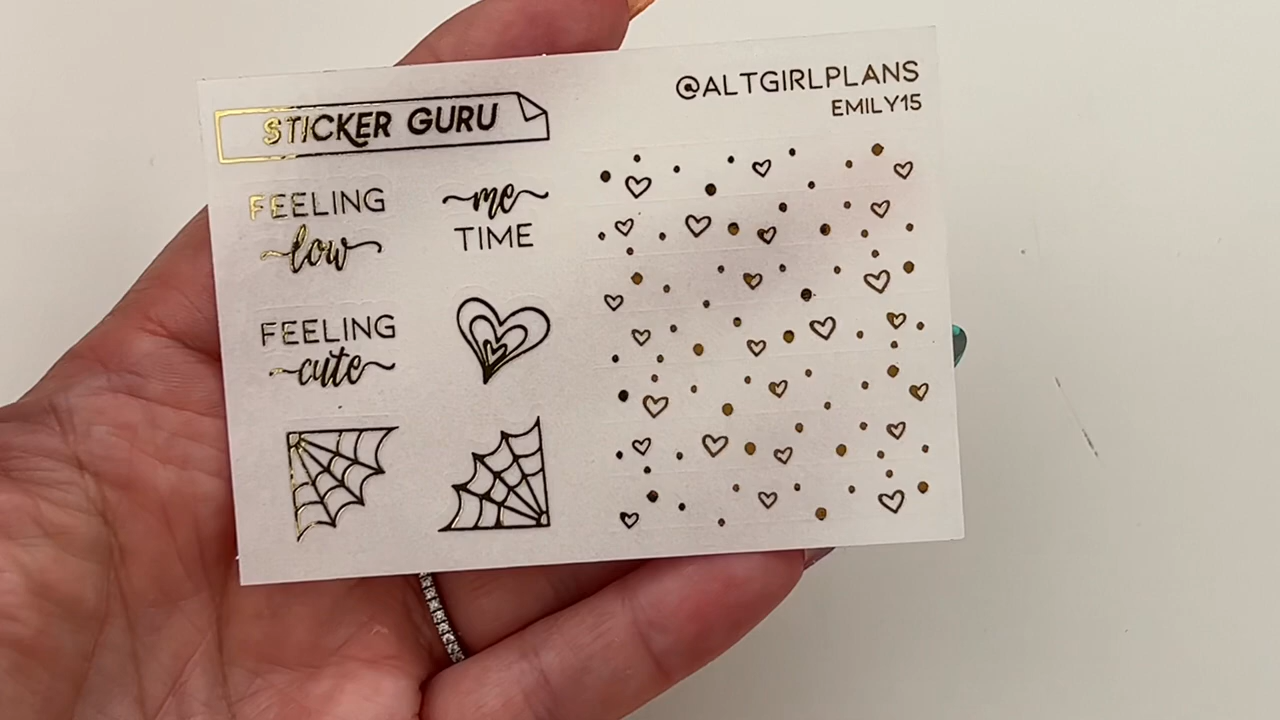 STICKER GURU
@ALTGIRLPLANS
EMILY15
FEELING
low
me
TIME
FEELING
cute